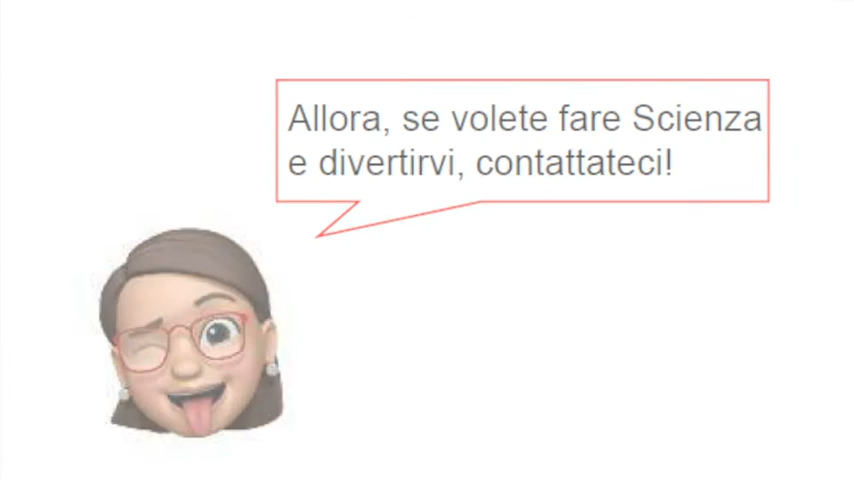 Allora, se volete fare Scienza
e divertirvi, contattateci!